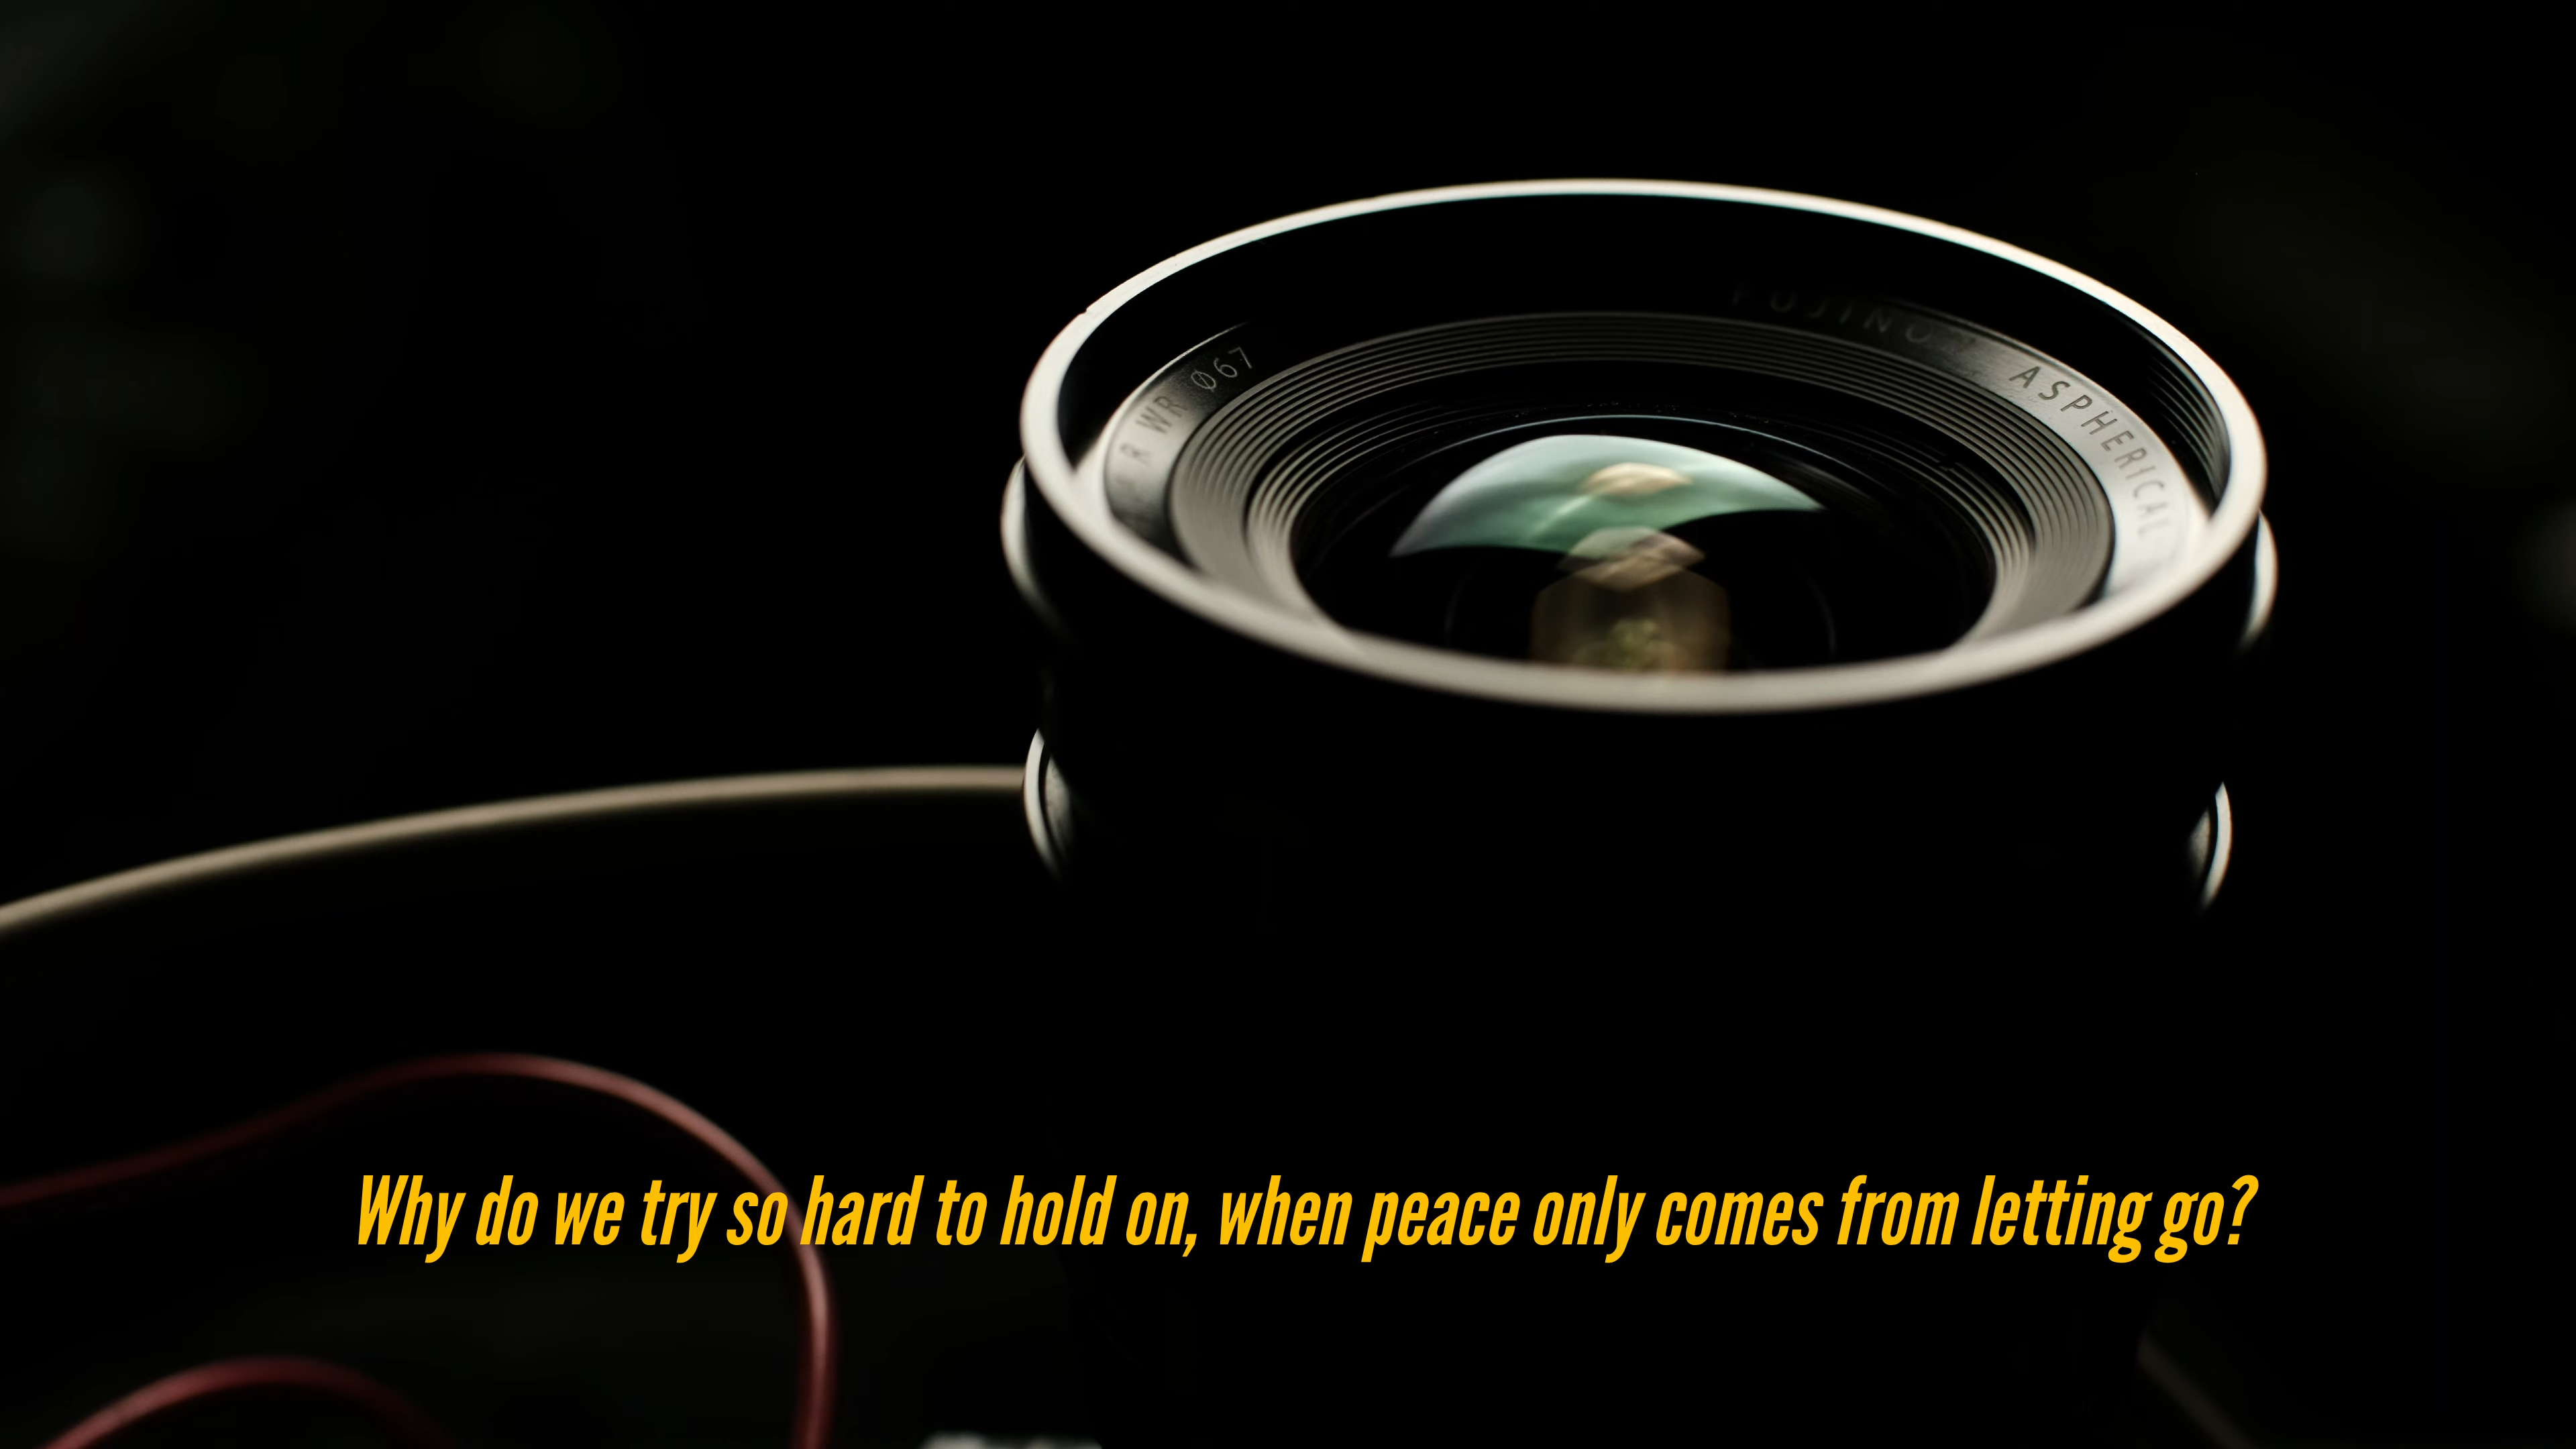 R WR Ø67
ASPHERICAL
Why do we try so hard to hold on, when peace only comes from letting go?